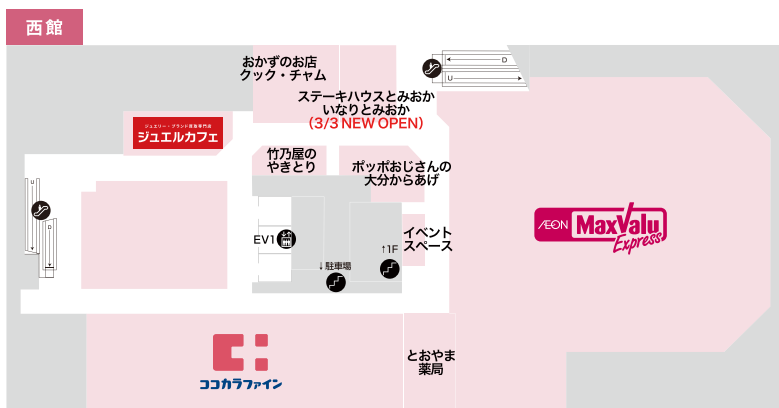 西館
おかずのお店
クック・チャム
D
U
ステーキハウスとみおか
いなりとみおか
(3/3 NEW OPEN)
ジュエリー・ブランド買取専門店
ジュエルカフェ
竹乃屋の
やきとり
ポッポおじさんの
大分からあげ
U
D
EV1
イベント
スペース
↑1F
↓駐車場
ÆON
MaxValu
Express
ココカラファイン
とおやま
薬局